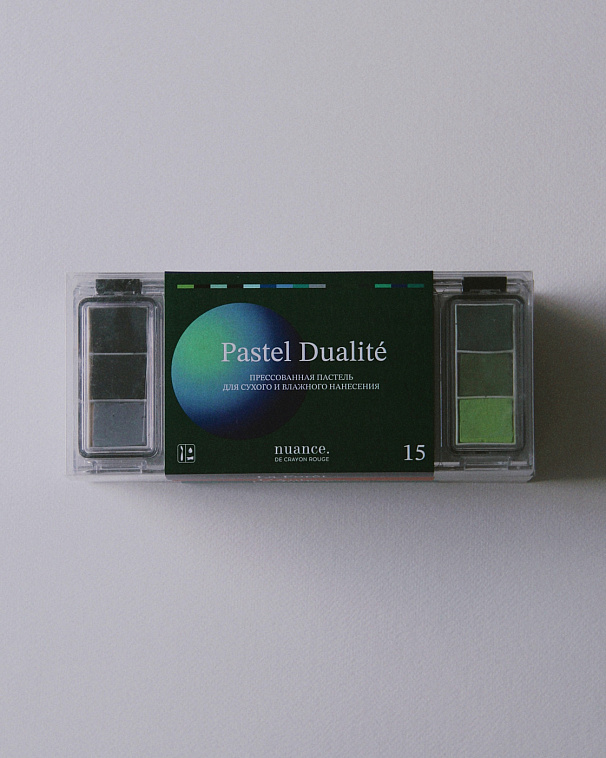 Pastel Dualité
ПРЕССОВАННАЯ ПАСТЕЛЬ
ДЛЯ СУХОГО И ВЛАЖНОГО НАНЕСЕНИЯ
nuance.
DE CRAYON ROUGE
15